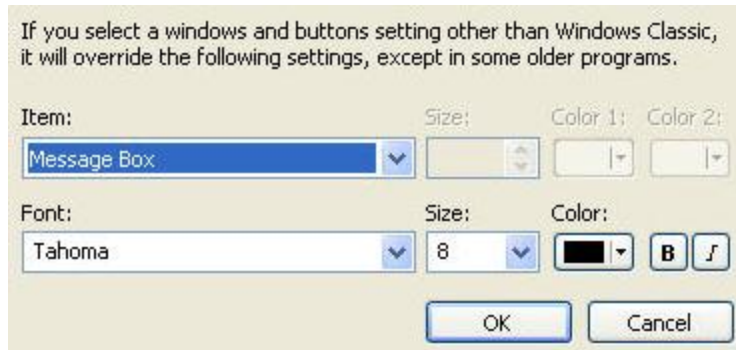 If you select a windows and buttons setting other than Windows Classic,
it will override the following settings, except in some older programs.
Item: Size: Color 1: Color 2:
Message Box
Font: Size: Color:
Tahoma 8 B I
OK Cancel